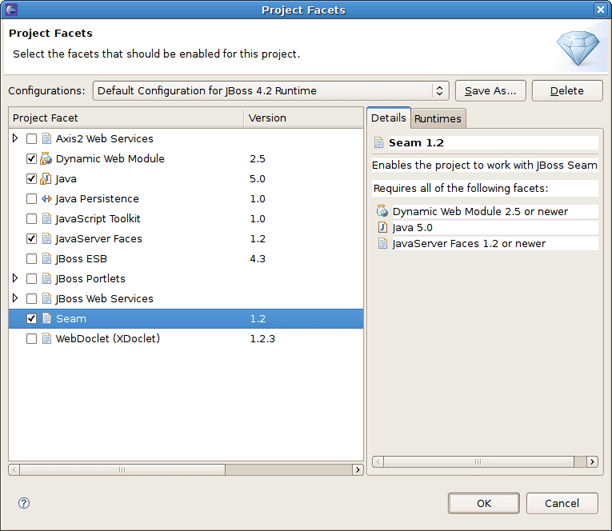 Project Facets
Project Facets
Select the facets that should be enabled for this project.
Configurations: Default Configuration for JBoss 4.2 Runtime Save As... Delete
Project Facet Version
Axis2 Web Services
Dynamic Web Module 2.5
Java 5.0
Java Persistence 1.0
JavaScript Toolkit 1.0
JavaServer Faces 1.2
JBoss ESB 4.3
JBoss Portlets
JBoss Web Services
Seam 1.2
WebDoclet (XDoclet) 1.2.3
Details Runtimes
Seam 1.2
Enables the project to work with JBoss Seam
Requires all of the following facets:
Dynamic Web Module 2.5 or newer
Java 5.0
JavaServer Faces 1.2 or newer
OK Cancel